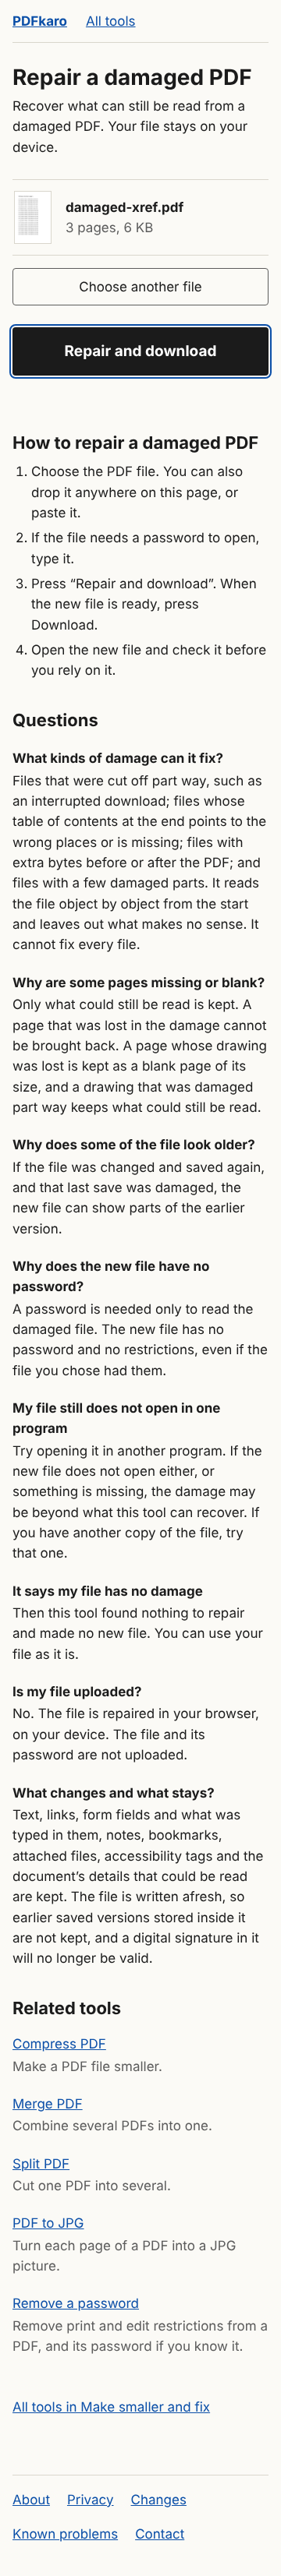 PDFkaro All tools
Repair a damaged PDF
Recover what can still be read from a
damaged PDF. Your file stays on your
device.
damaged-xref.pdf
3 pages, 6 KB
Choose another file
Repair and download
How to repair a damaged PDF
1. Choose the PDF file. You can also
drop it anywhere on this page, or
paste it.
2. If the file needs a password to open,
type it.
3. Press “Repair and download”. When
the new file is ready, press
Download.
4. Open the new file and check it before
you rely on it.
Questions
What kinds of damage can it fix?
Files that were cut off part way, such as
an interrupted download; files whose
table of contents at the end points to the
wrong places or is missing; files with
extra bytes before or after the PDF; and
files with a few damaged parts. It reads
the file object by object from the start
and leaves out what makes no sense. It
cannot fix every file.
Why are some pages missing or blank?
Only what could still be read is kept. A
page that was lost in the damage cannot
be brought back. A page whose drawing
was lost is kept as a blank page of its
size, and a drawing that was damaged
part way keeps what could still be read.
Why does some of the file look older?
If the file was changed and saved again,
and that last save was damaged, the
new file can show parts of the earlier
version.
Why does the new file have no
password?
A password is needed only to read the
damaged file. The new file has no
password and no restrictions, even if the
file you chose had them.
My file still does not open in one
program
Try opening it in another program. If the
new file does not open either, or
something is missing, the damage may
be beyond what this tool can recover. If
you have another copy of the file, try
that one.
It says my file has no damage
Then this tool found nothing to repair
and made no new file. You can use your
file as it is.
Is my file uploaded?
No. The file is repaired in your browser,
on your device. The file and its
password are not uploaded.
What changes and what stays?
Text, links, form fields and what was
typed in them, notes, bookmarks,
attached files, accessibility tags and the
document’s details that could be read
are kept. The file is written afresh, so
earlier saved versions stored inside it
are not kept, and a digital signature in it
will no longer be valid.
Related tools
Compress PDF
Make a PDF file smaller.
Merge PDF
Combine several PDFs into one.
Split PDF
Cut one PDF into several.
PDF to JPG
Turn each page of a PDF into a JPG
picture.
Remove a password
Remove print and edit restrictions from a
PDF, and its password if you know it.
All tools in Make smaller and fix
About Privacy Changes
Known problems Contact